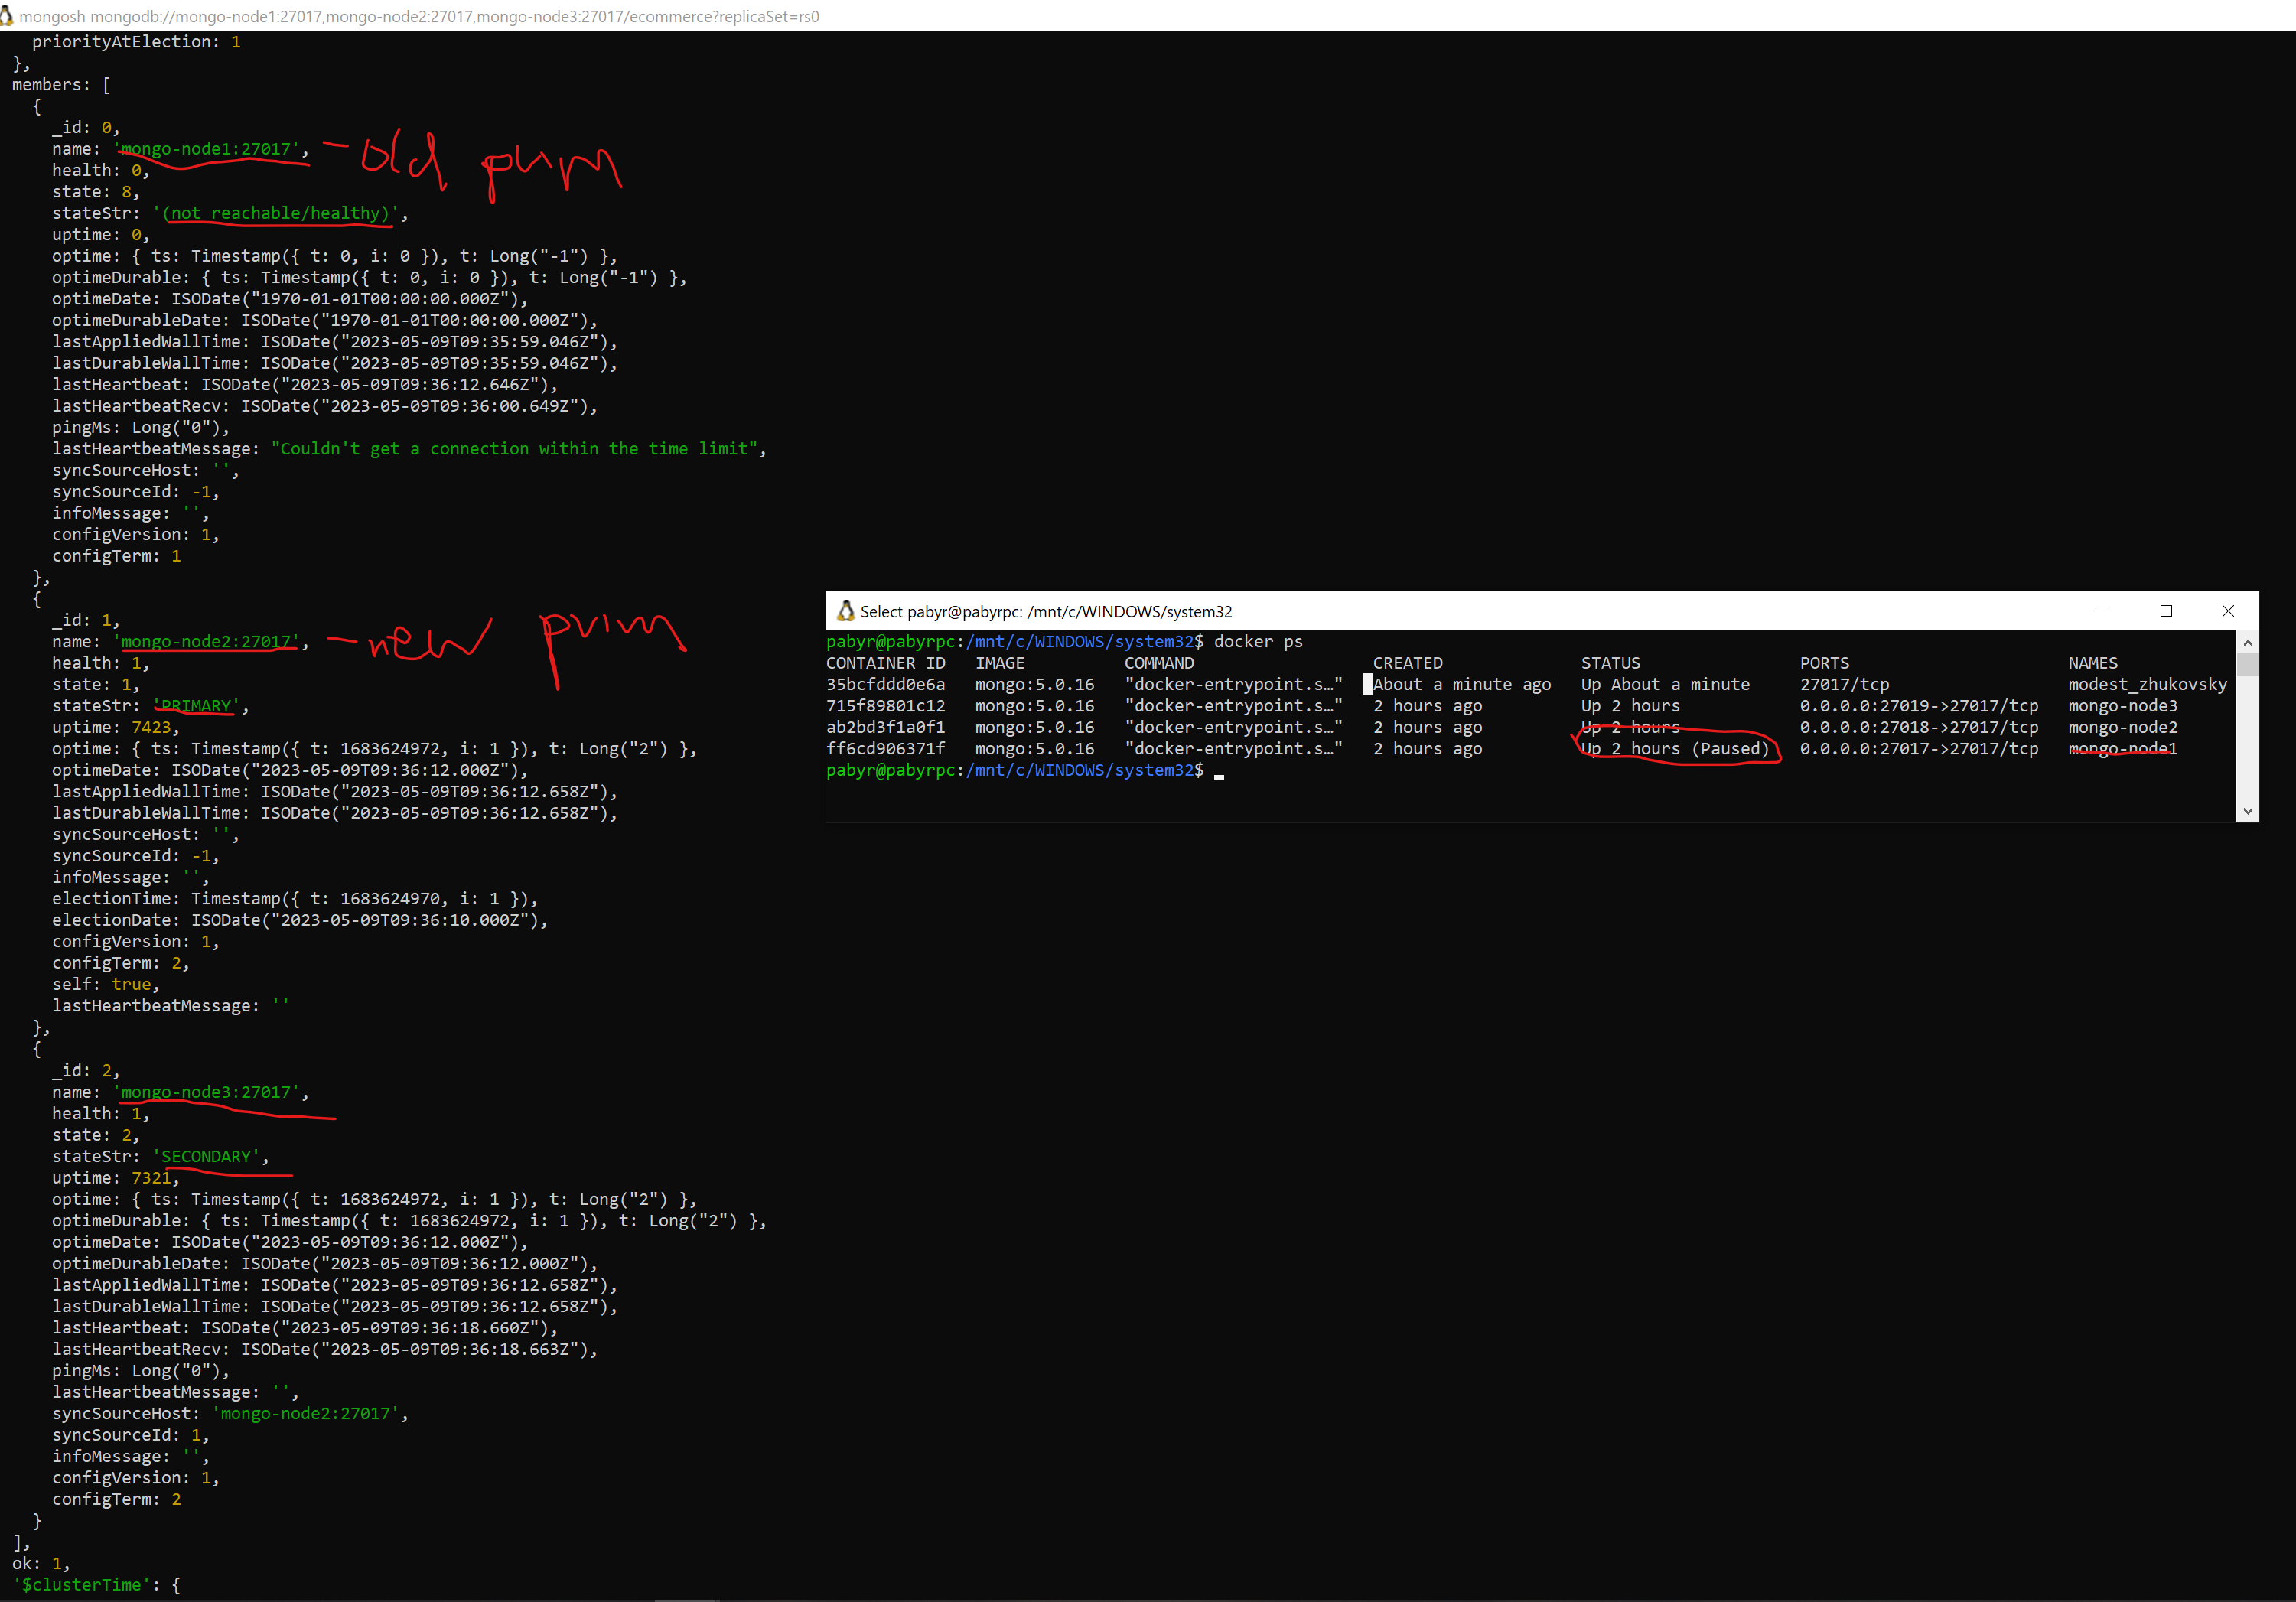 mongosh mongodb://mongo-node1:27017,mongo-node2:27017,mongo-node3:27017/ecommerce?replicaSet=rs0
priorityAtElection: 1
},
members: [
{
_id: 0,
name: 'mongo-node1:27017', - old prim
health: 0,
state: 8,
stateStr: '(not reachable/healthy)',
uptime: 0,
optime: { ts: Timestamp({ t: 0, i: 0 }), t: Long("-1") },
optimeDurable: { ts: Timestamp({ t: 0, i: 0 }), t: Long("-1") },
optimeDate: ISODate("1970-01-01T00:00:00.000Z"),
optimeDurableDate: ISODate("1970-01-01T00:00:00.000Z"),
lastAppliedWallTime: ISODate("2023-05-09T09:35:59.046Z"),
lastDurableWallTime: ISODate("2023-05-09T09:35:59.046Z"),
lastHeartbeat: ISODate("2023-05-09T09:36:12.646Z"),
lastHeartbeatRecv: ISODate("2023-05-09T09:36:00.649Z"),
pingMs: Long("0"),
lastHeartbeatMessage: "Couldn't get a connection within the time limit",
syncSourceHost: '',
syncSourceId: -1,
infoMessage: '',
configVersion: 1,
configTerm: 1
},
{
_id: 1,
name: 'mongo-node2:27017', - new prim
health: 1,
state: 1,
stateStr: 'PRIMARY',
uptime: 7423,
optime: { ts: Timestamp({ t: 1683624972, i: 1 }), t: Long("2") },
optimeDate: ISODate("2023-05-09T09:36:12.000Z"),
lastAppliedWallTime: ISODate("2023-05-09T09:36:12.658Z"),
lastDurableWallTime: ISODate("2023-05-09T09:36:12.658Z"),
syncSourceHost: '',
syncSourceId: -1,
infoMessage: '',
electionTime: Timestamp({ t: 1683624970, i: 1 }),
electionDate: ISODate("2023-05-09T09:36:10.000Z"),
configVersion: 1,
configTerm: 2,
self: true,
lastHeartbeatMessage: ''
},
{
_id: 2,
name: 'mongo-node3:27017',
health: 1,
state: 2,
stateStr: 'SECONDARY',
uptime: 7321,
optime: { ts: Timestamp({ t: 1683624972, i: 1 }), t: Long("2") },
optimeDurable: { ts: Timestamp({ t: 1683624972, i: 1 }), t: Long("2") },
optimeDate: ISODate("2023-05-09T09:36:12.000Z"),
optimeDurableDate: ISODate("2023-05-09T09:36:12.000Z"),
lastAppliedWallTime: ISODate("2023-05-09T09:36:12.658Z"),
lastDurableWallTime: ISODate("2023-05-09T09:36:12.658Z"),
lastHeartbeat: ISODate("2023-05-09T09:36:18.660Z"),
lastHeartbeatRecv: ISODate("2023-05-09T09:36:18.663Z"),
pingMs: Long("0"),
lastHeartbeatMessage: '',
syncSourceHost: 'mongo-node2:27017',
syncSourceId: 1,
infoMessage: '',
configVersion: 1,
configTerm: 2
}
],
ok: 1,
'$clusterTime': {
Select pabyr@pabyrpc: /mnt/c/WINDOWS/system32
pabyr@pabyrpc:/mnt/c/WINDOWS/system32$ docker ps
CONTAINER ID IMAGE COMMAND CREATED STATUS PORTS NAMES
35bcfddd0e6a mongo:5.0.16 "docker-entrypoint.s…" About a minute ago Up About a minute 27017/tcp modest_zhukovsky
715f89801c12 mongo:5.0.16 "docker-entrypoint.s…" 2 hours ago Up 2 hours 0.0.0.0:27019->27017/tcp mongo-node3
ab2bd3f1a0f1 mongo:5.0.16 "docker-entrypoint.s…" 2 hours ago Up 2 hours 0.0.0.0:27018->27017/tcp mongo-node2
ff6cd906371f mongo:5.0.16 "docker-entrypoint.s…" 2 hours ago Up 2 hours (Paused) 0.0.0.0:27017->27017/tcp mongo-node1
pabyr@pabyrpc:/mnt/c/WINDOWS/system32$